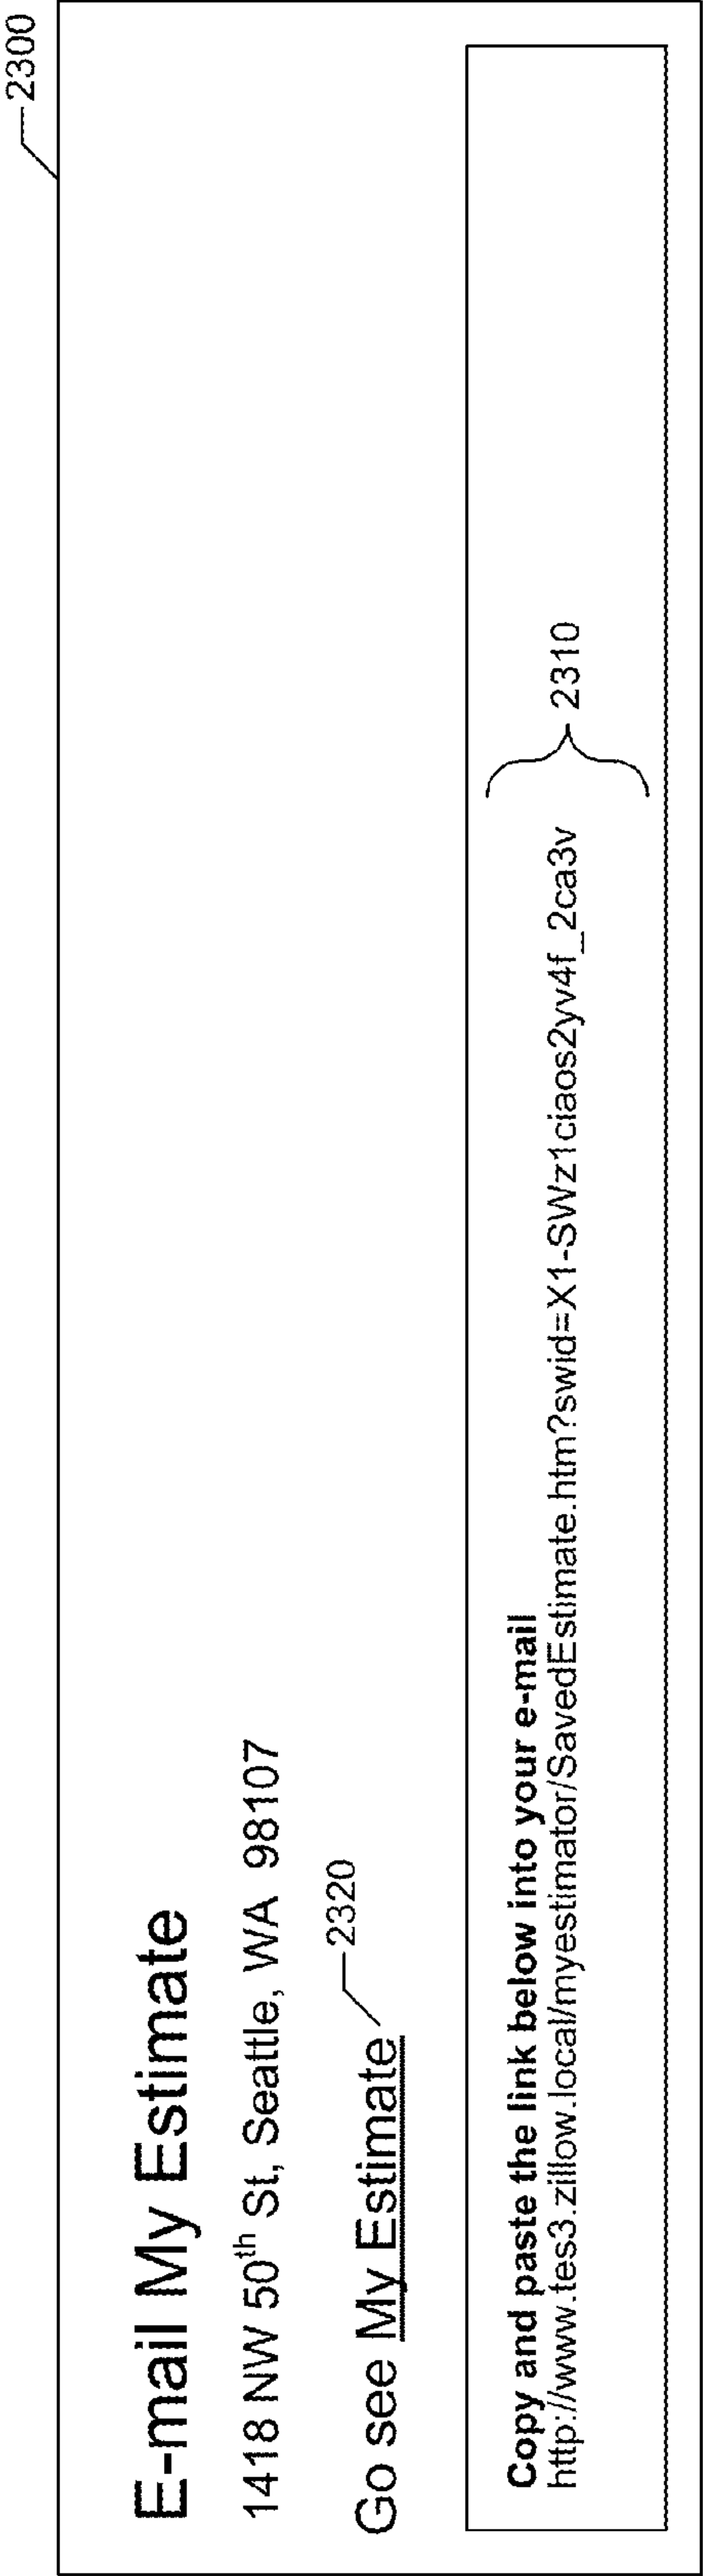 2300
E-mail My Estimate
1418 NW 50th St, Seattle, WA 98107
2320
Go see My Estimate
Copy and paste the link below into your e-mail
http://www.tes3.zillow.local/myestimator/SavedEstimate.htm?swid=X1-SWz1ciaos2yv4f_2ca3v
2310